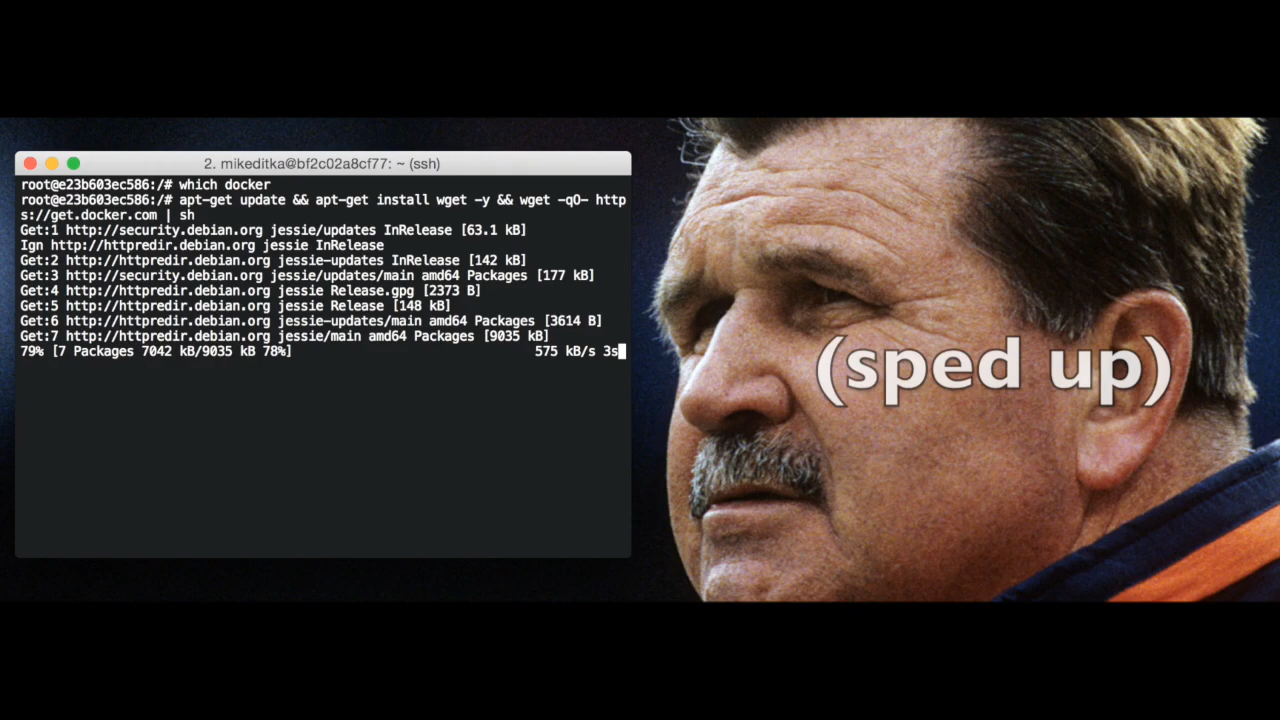 2. mikeditka@bf2c02a8cf77: ~ (ssh)
root@e23b603ec586:/# which docker
root@e23b603ec586:/# apt-get update && apt-get install wget -y && wget -qO- http
s://get.docker.com | sh
Get:1 http://security.debian.org jessie/updates InRelease [63.1 kB]
Ign http://httpredir.debian.org jessie InRelease
Get:2 http://httpredir.debian.org jessie-updates InRelease [142 kB]
Get:3 http://security.debian.org jessie/updates/main amd64 Packages [177 kB]
Get:4 http://httpredir.debian.org jessie Release.gpg [2373 B]
Get:5 http://httpredir.debian.org jessie Release [148 kB]
Get:6 http://httpredir.debian.org jessie-updates/main amd64 Packages [3614 B]
Get:7 http://httpredir.debian.org jessie/main amd64 Packages [9035 kB]
79% [7 Packages 7042 kB/9035 kB 78%] 575 kB/s 3s
(sped up)